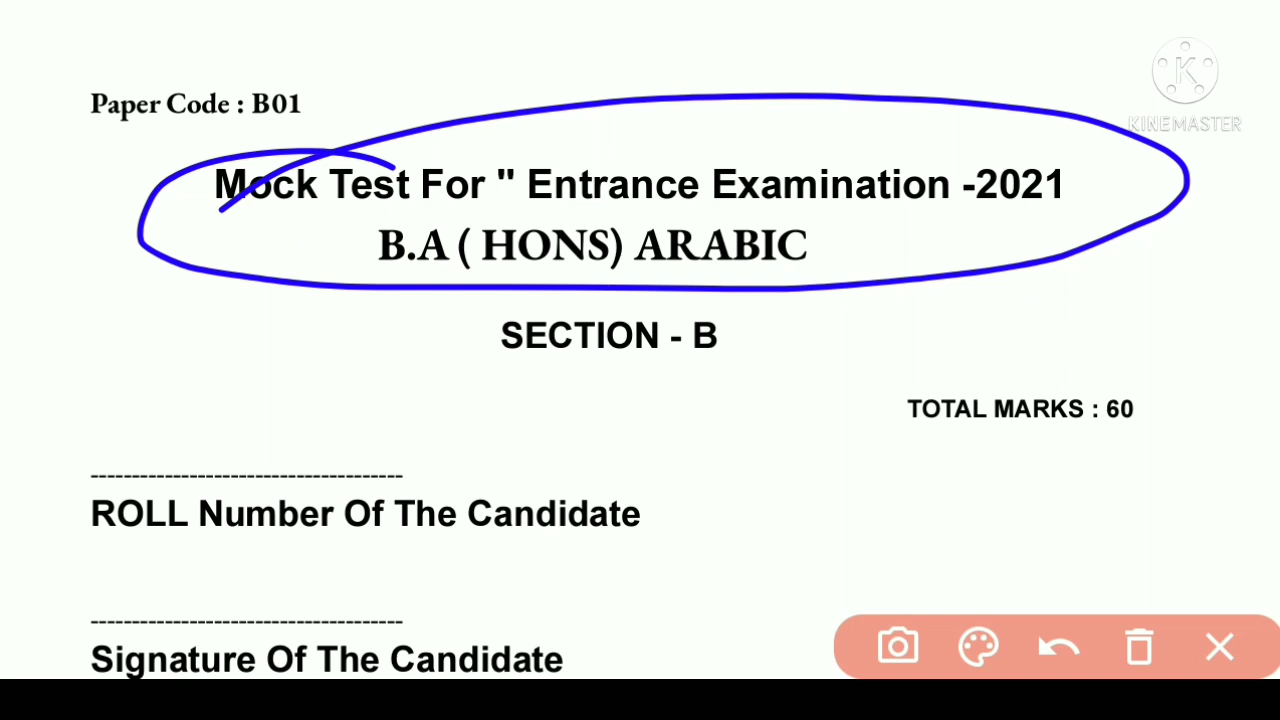 Paper Code : B01
K
KINEMASTER
Mock Test For " Entrance Examination -2021
B.A ( HONS) ARABIC
SECTION - B
TOTAL MARKS : 60
--------------------------------------
ROLL Number Of The Candidate
--------------------------------------
Signature Of The Candidate